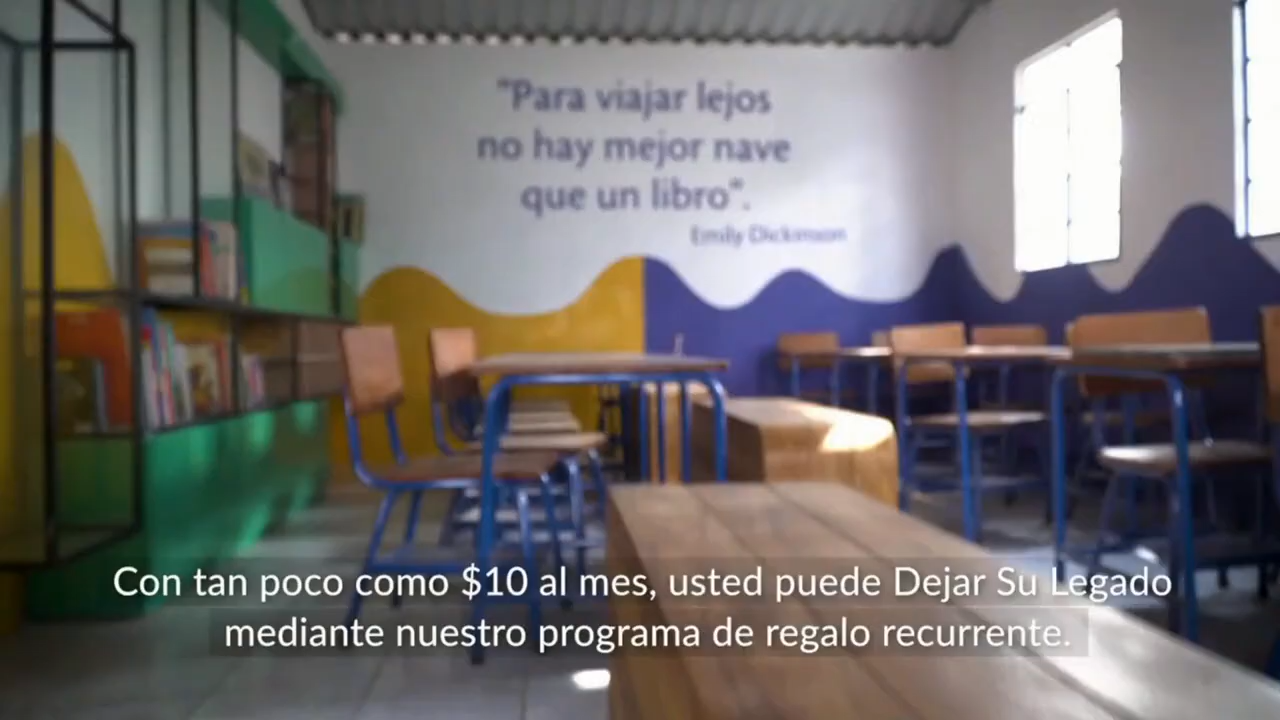 "Para viajar lejos
no hay mejor nave
que un libro".
Emily Dickinson
Con tan poco como $10 al mes, usted puede Dejar Su Legado
mediante nuestro programa de regalo recurrente.